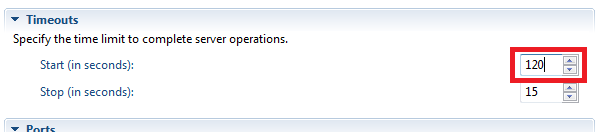 Timeouts
Specify the time limit to complete server operations.
Start (in seconds): 120
Stop (in seconds): 15
Ports